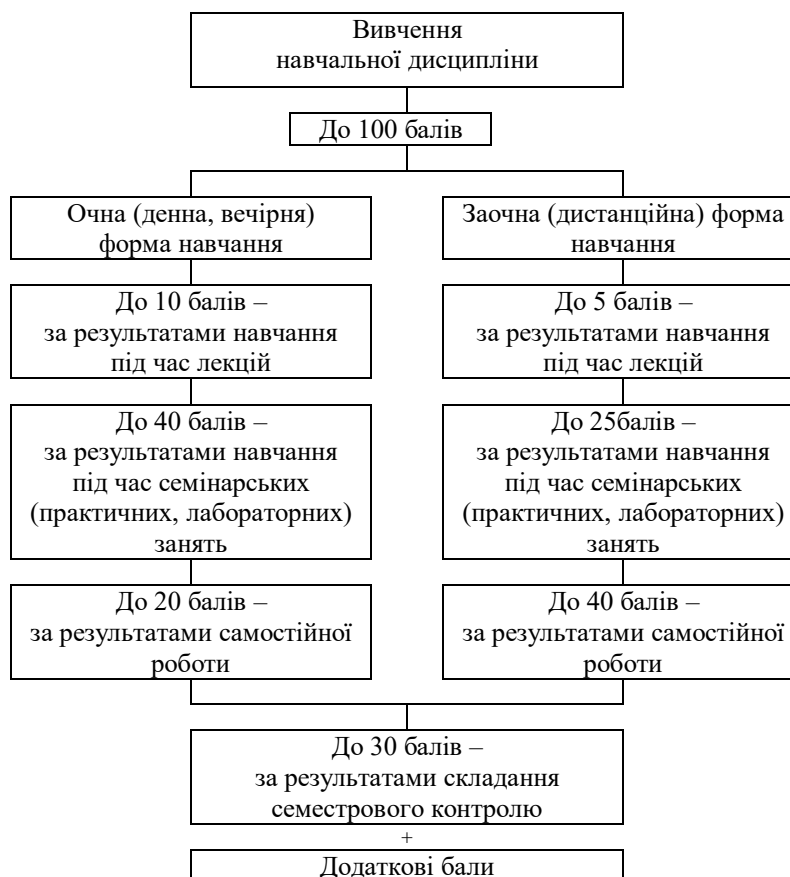 Вивчення
навчальної дисципліни
До 100 балів
Очна (денна, вечірня)
форма навчання
До 10 балів –
за результатами навчання
під час лекцій
До 40 балів –
за результатами навчання
під час семінарських
(практичних, лабораторних)
занять
До 20 балів –
за результатами самостійної
роботи
Заочна (дистанційна) форма
навчання
До 5 балів –
за результатами навчання
під час лекцій
До 25балів –
за результатами навчання
під час семінарських
(практичних, лабораторних)
занять
До 40 балів –
за результатами самостійної
роботи
До 30 балів –
за результатами складання
семестрового контролю
+
Додаткові бали